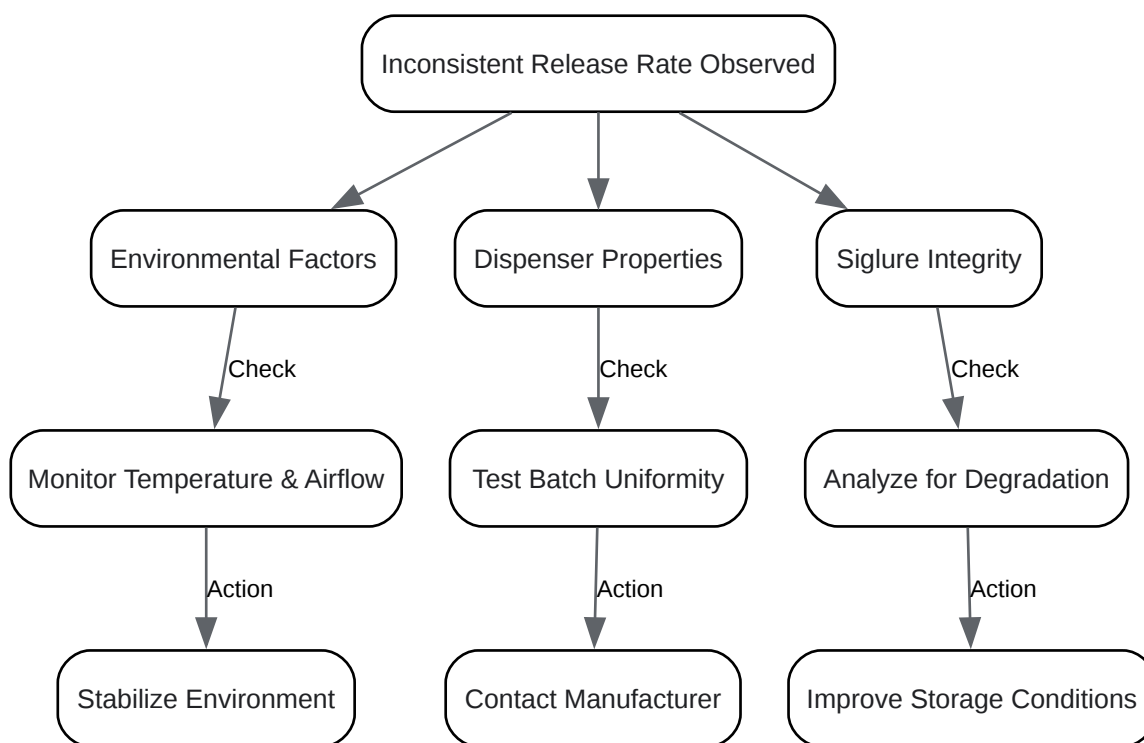 Inconsistent Release Rate Observed
Environmental Factors
Dispenser Properties
Siglure Integrity
Check
Check
Check
Monitor Temperature & Airflow
Test Batch Uniformity
Analyze for Degradation
Action
Action
Action
Stabilize Environment
Contact Manufacturer
Improve Storage Conditions